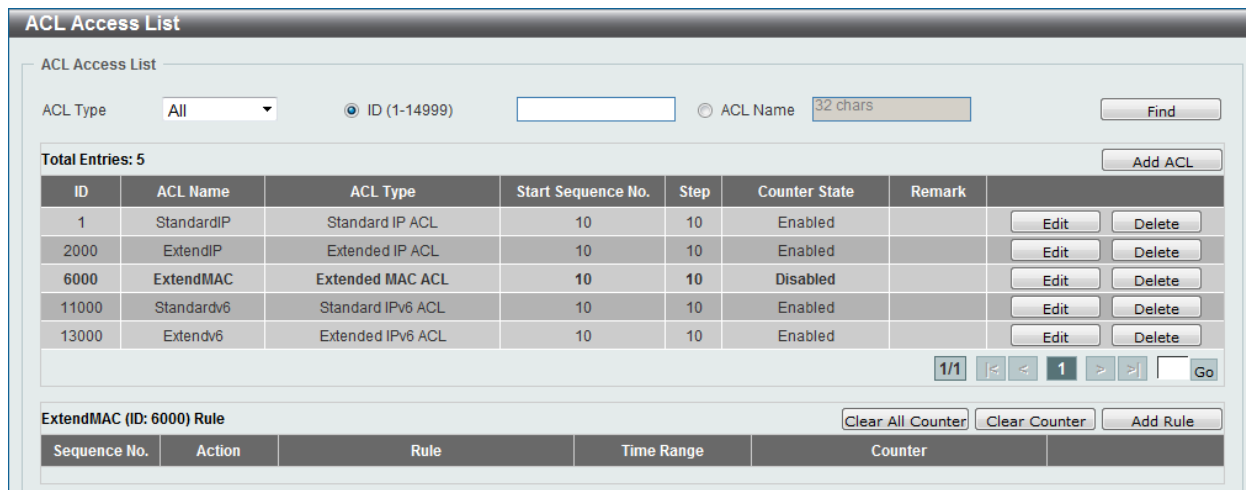 ACL Access List
ACL Access List
ACL Type All ID (1-14999) ACL Name 32 chars Find
Total Entries: 5 Add ACL
ID ACL Name ACL Type Start Sequence No. Step Counter State Remark
1 StandardIP Standard IP ACL 10 10 Enabled Edit Delete
2000 ExtendIP Extended IP ACL 10 10 Enabled Edit Delete
6000 ExtendMAC Extended MAC ACL 10 10 Disabled Edit Delete
11000 Standardv6 Standard IPv6 ACL 10 10 Enabled Edit Delete
13000 Extendv6 Extended IPv6 ACL 10 10 Enabled Edit Delete
1/1 |< < 1 > >| Go
ExtendMAC (ID: 6000) Rule Clear All Counter Clear Counter Add Rule
Sequence No. Action Rule Time Range Counter